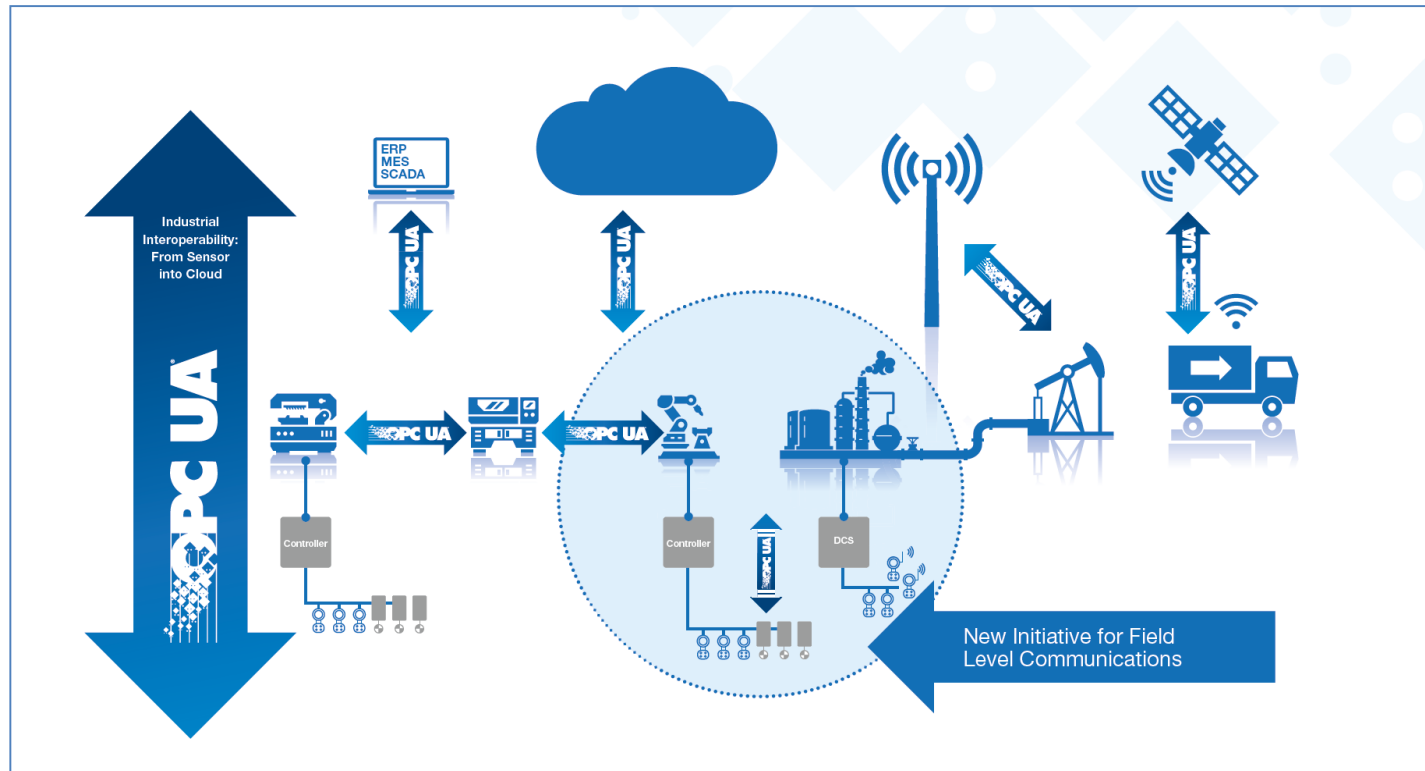 Industrial
Interoperability:
From Sensor
into Cloud
OPC UA
ERP
MES
SCADA
OPC UA
OPC UA
OPC UA
OPC UA
OPC UA
OPC UA
Controller
Controller
OPC UA
DCS
New Initiative for Field
Level Communications